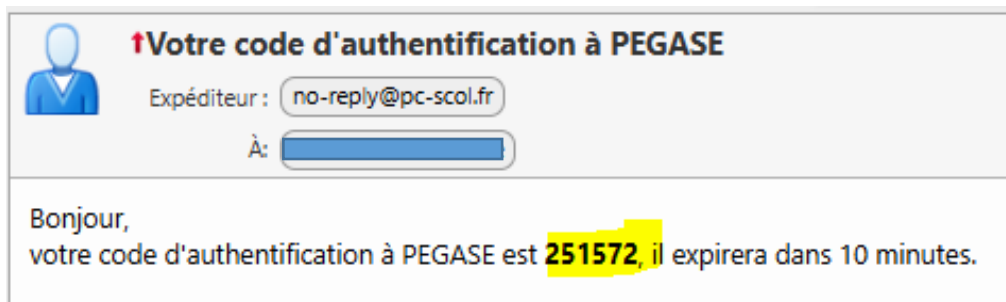 ↑Votre code d'authentification à PEGASE
Expéditeur : no-reply@pc-scol.fr
À:
Bonjour,
votre code d'authentification à PEGASE est 251572, il expirera dans 10 minutes.